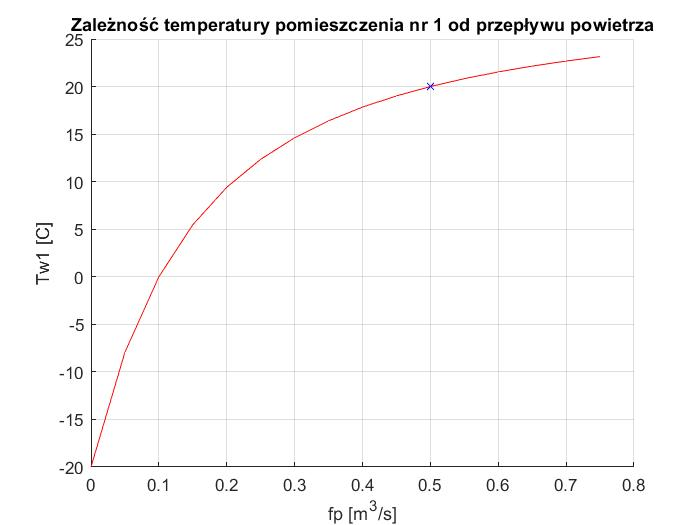 Zależność temperatury pomieszczenia nr 1 od przepływu powietrza
25
20
15
10
5
0
-5
-10
-15
-20
Tw1 [C]
0 0.1 0.2 0.3 0.4 0.5 0.6 0.7 0.8
fp [m³/s]